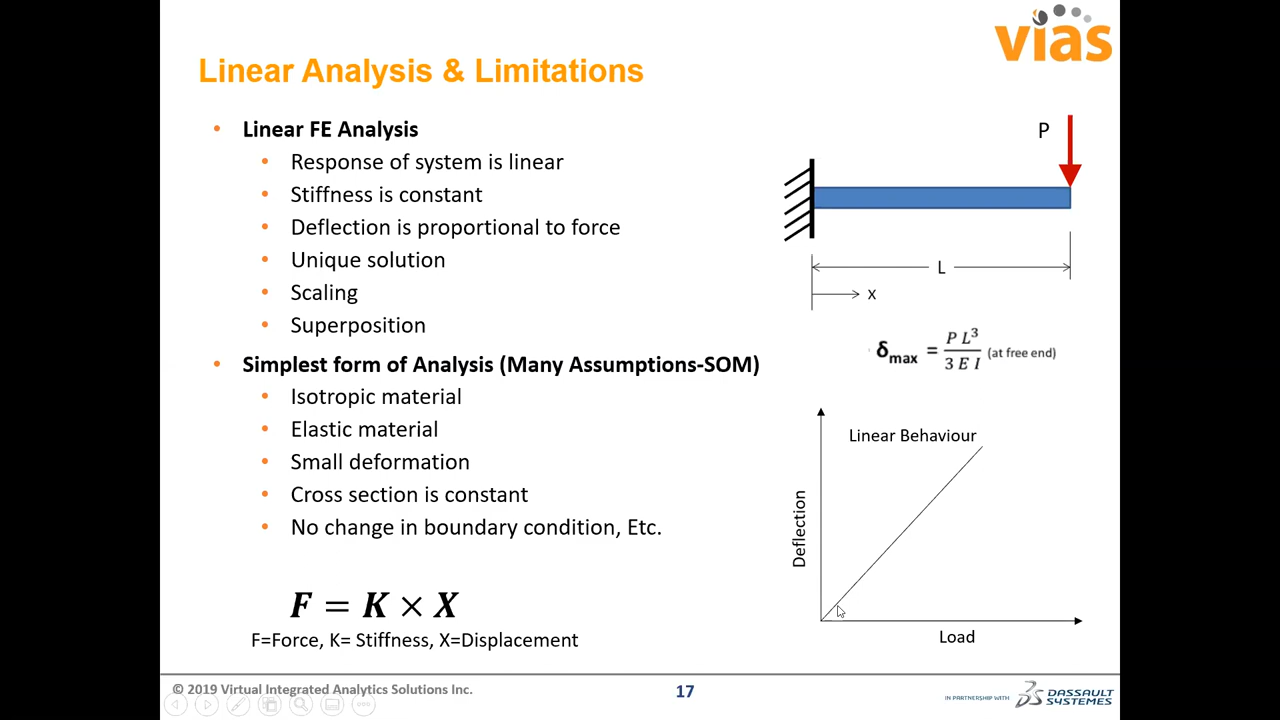 vias
Linear Analysis & Limitations
• Linear FE Analysis
• Response of system is linear
• Stiffness is constant
• Deflection is proportional to force
• Unique solution
• Scaling
• Superposition
• Simplest form of Analysis (Many Assumptions-SOM)
• Isotropic material
• Elastic material
• Small deformation
• Cross section is constant
• No change in boundary condition, Etc.
F = K × X
F=Force, K= Stiffness, X=Displacement
P
L
x
δmax = P L³ / 3 E I (at free end)
Linear Behaviour
Deflection
Load
© 2019 Virtual Integrated Analytics Solutions Inc.
17
IN PARTNERSHIP WITH
DASSAULT
SYSTEMES